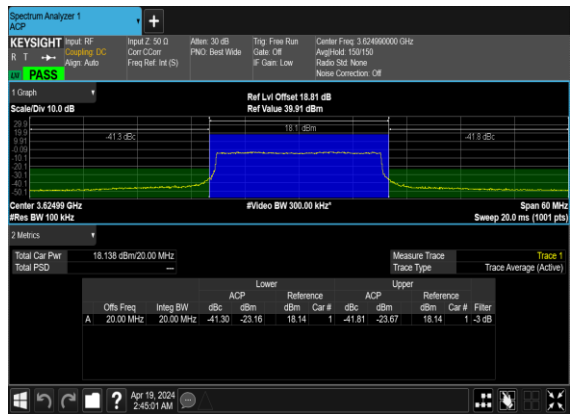 Spectrum Analyzer 1
ACP
KEYSIGHT Input: RF Input Z: 50 Ω Atten: 30 dB Trig: Free Run Center Freq: 3.624990000 GHz
R T Coupling: DC Corr CCorr PNO: Best Wide Gate: Off Avg|Hold: 150/150
Align: Auto Freq Ref: Int (S) IF Gain: Low Radio Std: None
LW PASS Noise Correction: Off
1 Graph
Ref Lvl Offset 18.81 dB
Scale/Div 10.0 dB Ref Value 39.91 dBm
29.9
19.9 18.1 dBm
9.91 -41.3 dBc -41.8 dBc
-0.09
-10.1
-20.1
-30.1
-40.1
-50.1
Center 3.62499 GHz #Video BW 300.00 kHz* Span 60 MHz
#Res BW 100 kHz Sweep 20.0 ms (1001 pts)
2 Metrics
Total Car Pwr 18.138 dBm/20.00 MHz Measure Trace Trace 1
Total PSD --- Trace Type Trace Average (Active)
Lower Upper
ACP Reference ACP Reference
Offs Freq Integ BW dBc dBm dBm Car # dBc dBm dBm Car # Filter
A 20.00 MHz 20.00 MHz -41.30 -23.16 18.14 1 -41.81 -23.67 18.14 1 -3 dB
? Apr 19, 2024
2:45:01 AM